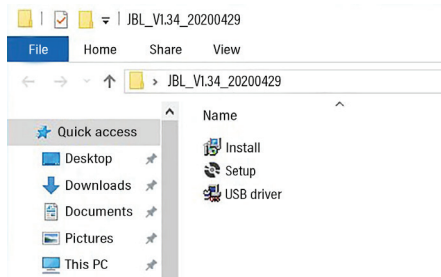 JBL_V1.34_20200429
File Home Share View
JBL_V1.34_20200429
Name
Quick access
Install
Desktop
Setup
Downloads
USB driver
Documents
Pictures
This PC